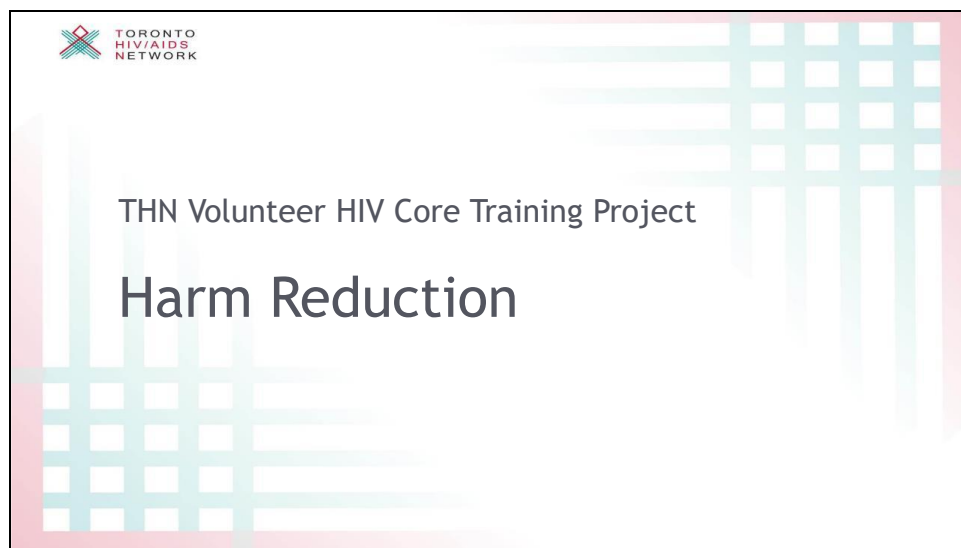 TORONTO
HIV/AIDS
NETWORK
THN Volunteer HIV Core Training Project
Harm Reduction